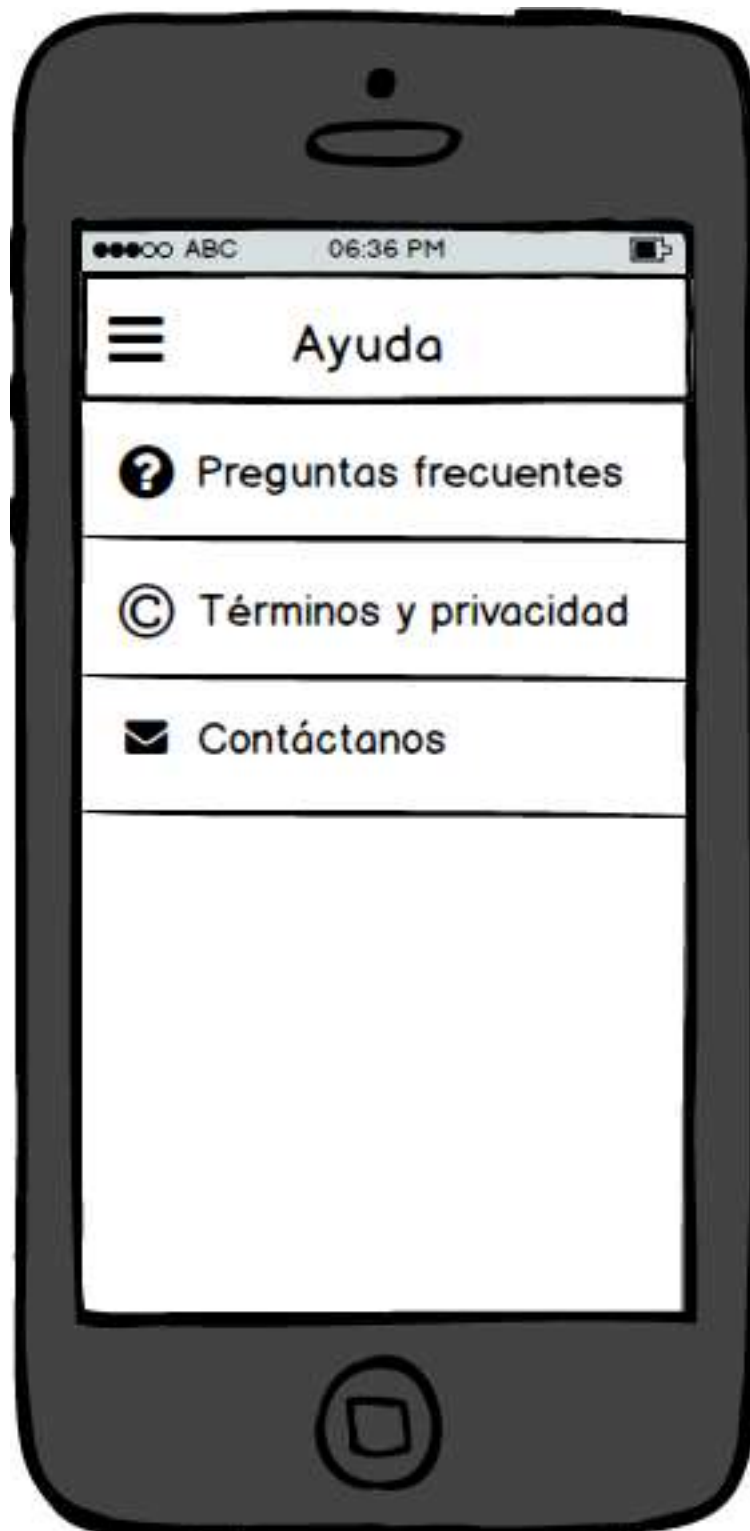 ABC 06:36 PM
Ayuda
Preguntas frecuentes
Términos y privacidad
Contáctanos